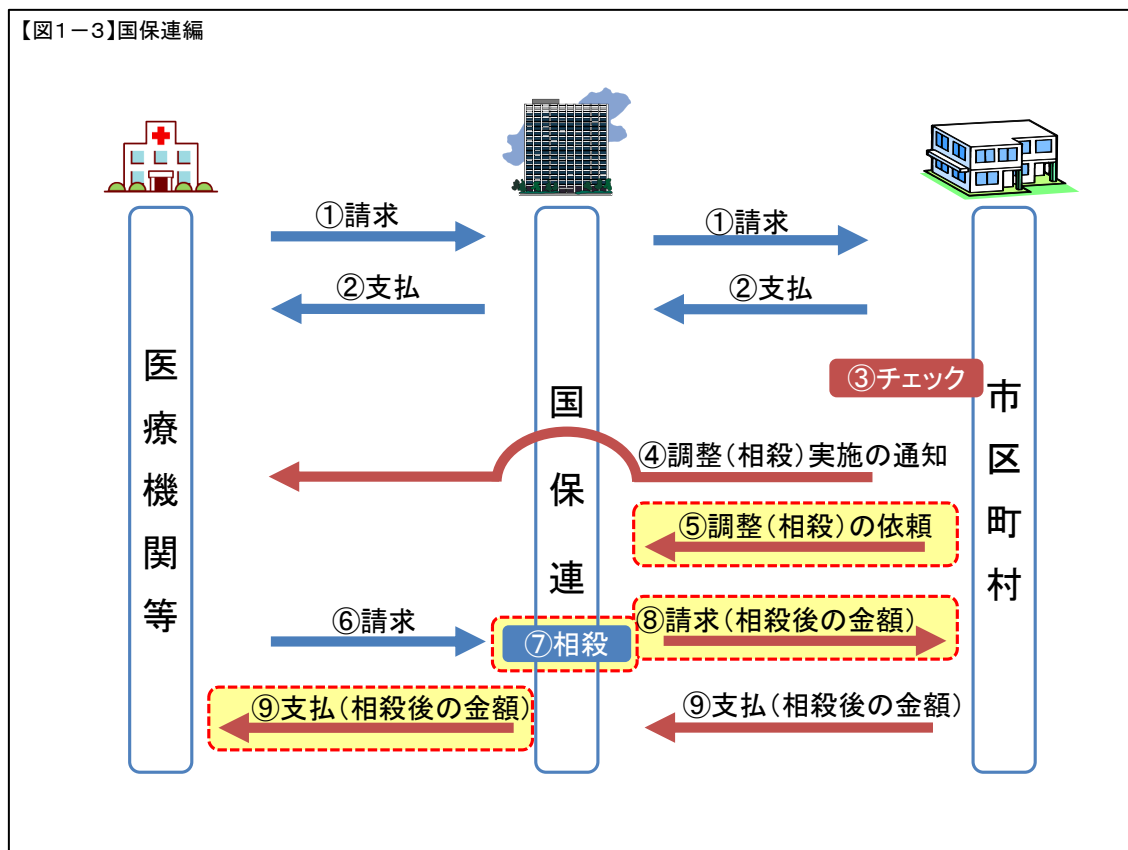 【図1-3】国保連編
①請求
①請求
②支払
②支払
③チェック
④調整(相殺)実施の通知
⑤調整(相殺)の依頼
⑥請求
⑦相殺
⑧請求(相殺後の金額)
⑨支払(相殺後の金額)
⑨支払(相殺後の金額)
医療機関等
国保連
市区町村